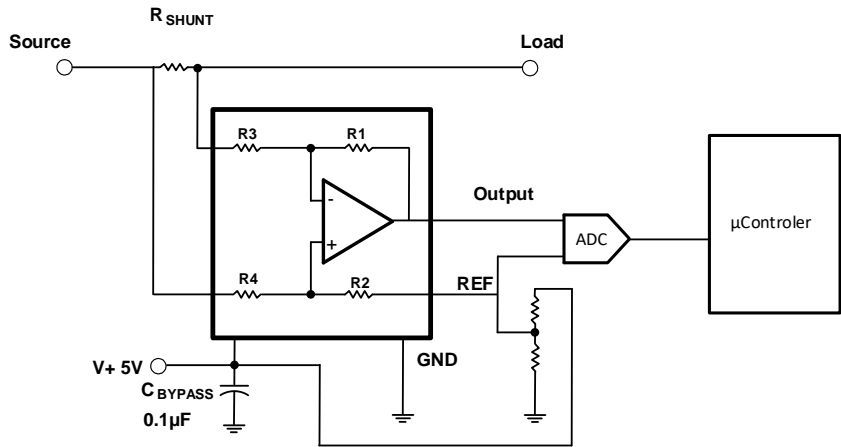 R SHUNT
Source
Load
R3
R1
-
Output
µControler
ADC
+
R4
R2
REF
GND
V+ 5V
C BYPASS
0.1µF